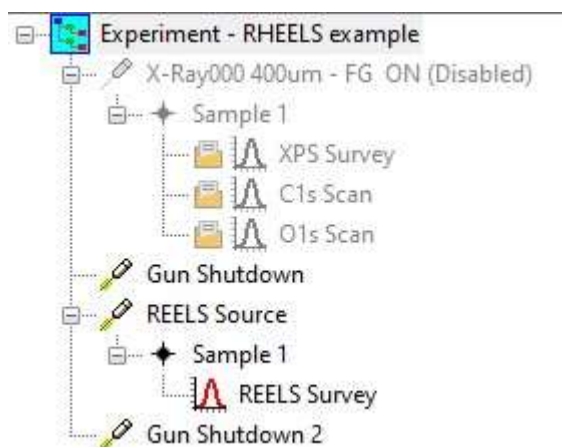 Experiment - RHEELS example
X-Ray000 400um - FG ON (Disabled)
Sample 1
XPS Survey
C1s Scan
O1s Scan
Gun Shutdown
REELS Source
Sample 1
REELS Survey
Gun Shutdown 2